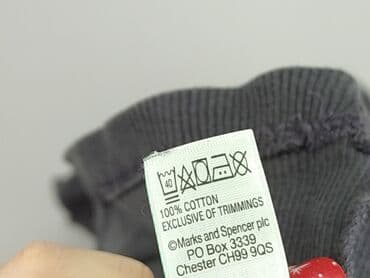 40
100% COTTON
EXCLUSIVE OF TRIMMINGS
©Marks and Spencer plc
PO Box 3339
Chester CH99 9QS